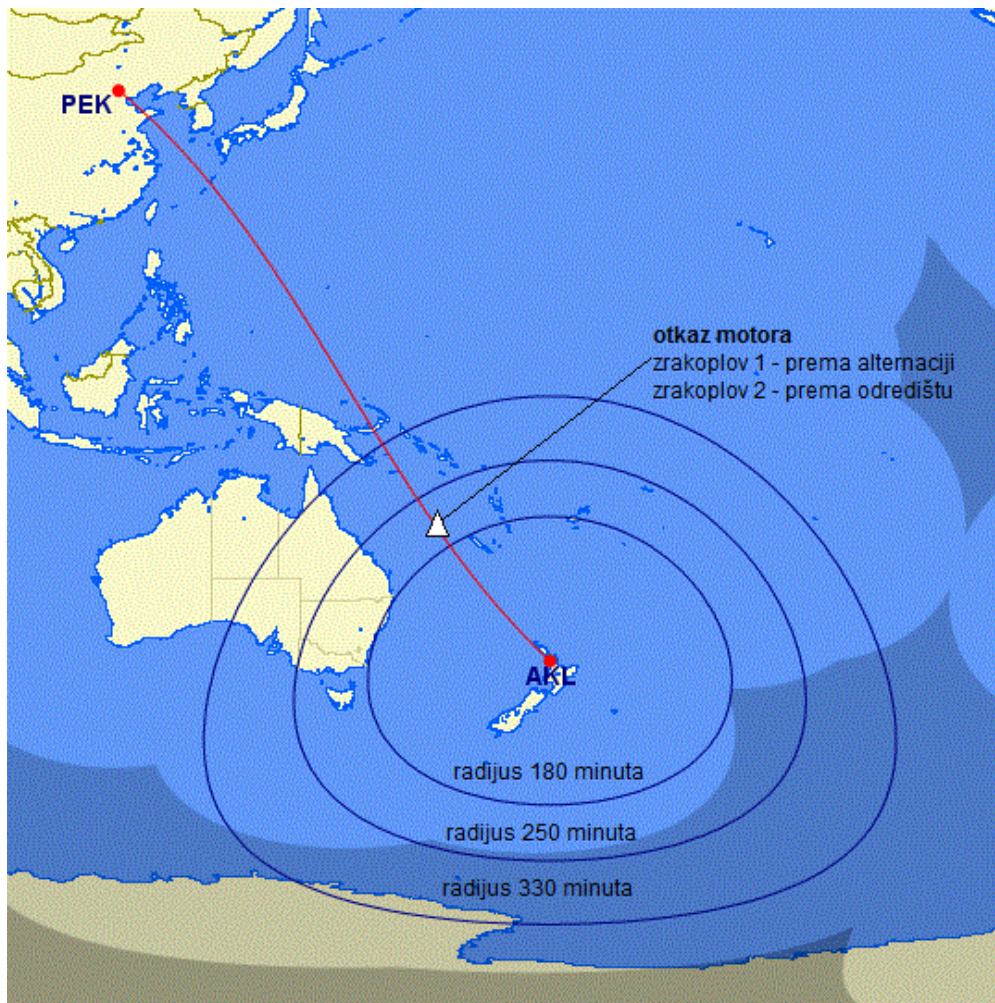 PEK
otkaz motora
zrakoplov 1 - prema alternaciji
zrakoplov 2 - prema odredištu
AKL
radijus 180 minuta
radijus 250 minuta
radijus 330 minuta